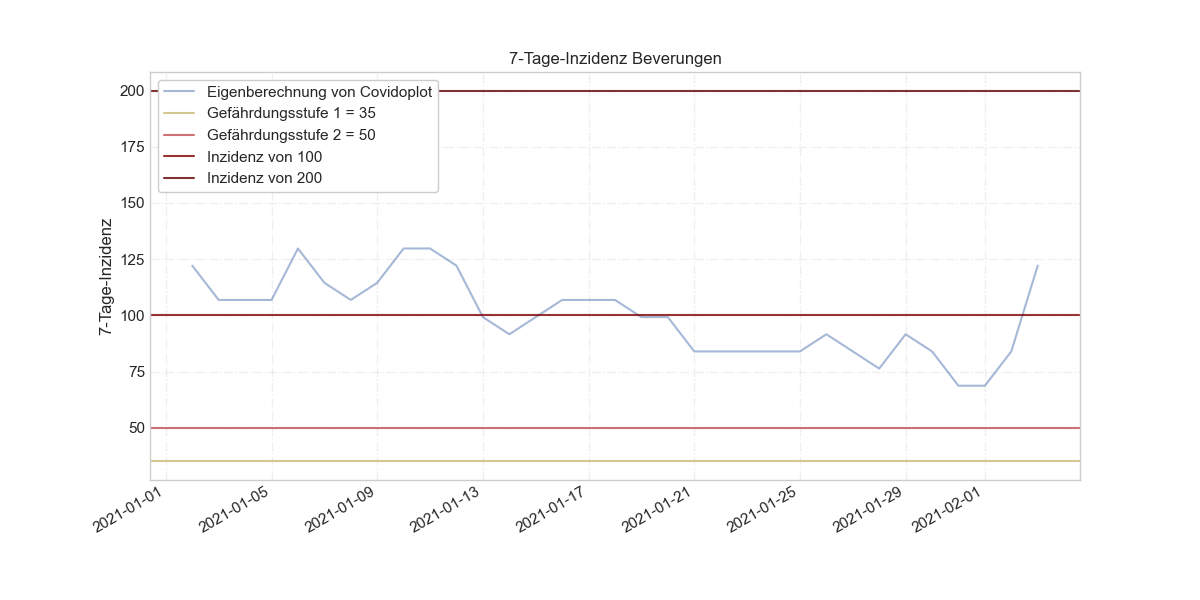 7-Tage-Inzidenz Beverungen
Eigenberechnung von Covidoplot
Gefährdungsstufe 1 = 35
Gefährdungsstufe 2 = 50
Inzidenz von 100
Inzidenz von 200
7-Tage-Inzidenz
200
175
150
125
100
75
50
2021-01-01
2021-01-05
2021-01-09
2021-01-13
2021-01-17
2021-01-21
2021-01-25
2021-01-29
2021-02-01